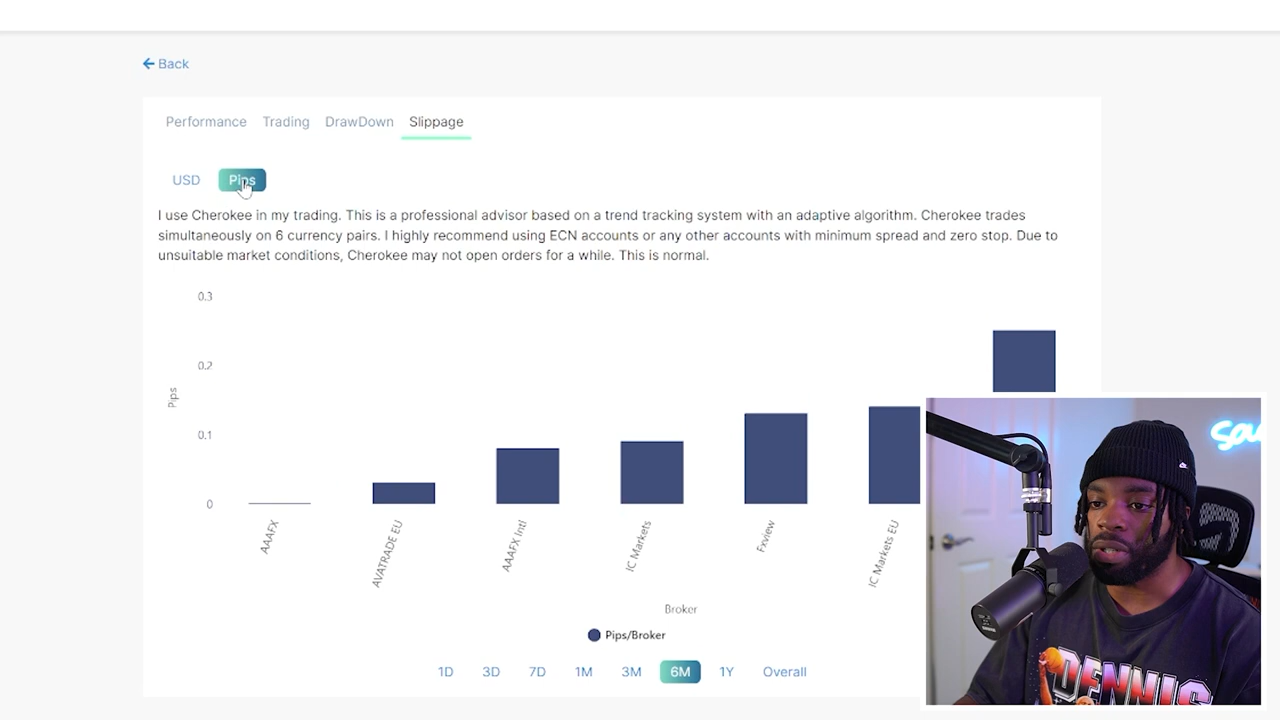 Back
Performance Trading DrawDown Slippage
USD Pips
I use Cherokee in my trading. This is a professional advisor based on a trend tracking system with an adaptive algorithm. Cherokee trades
simultaneously on 6 currency pairs. I highly recommend using ECN accounts or any other accounts with minimum spread and zero stop. Due to
unsuitable market conditions, Cherokee may not open orders for a while. This is normal.
0.3
0.2
0.1
0
Pips
AAAFX
AVATRADE EU
AAAFX Intl
IC Markets
Fxview
IC Markets EU
Broker
Pips/Broker
1D 3D 7D 1M 3M 6M 1Y Overall
DENNIS